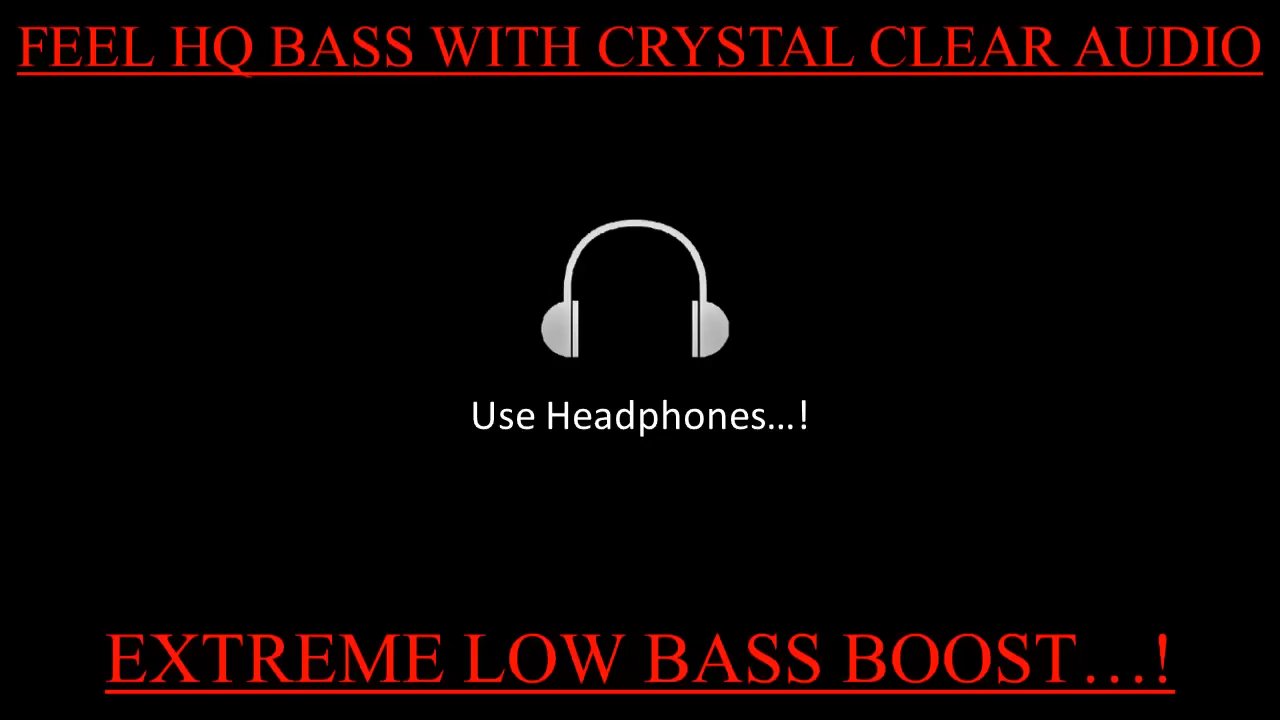 FEEL HQ BASS WITH CRYSTAL CLEAR AUDIO
Use Headphones...!
EXTREME LOW BASS BOOST...!